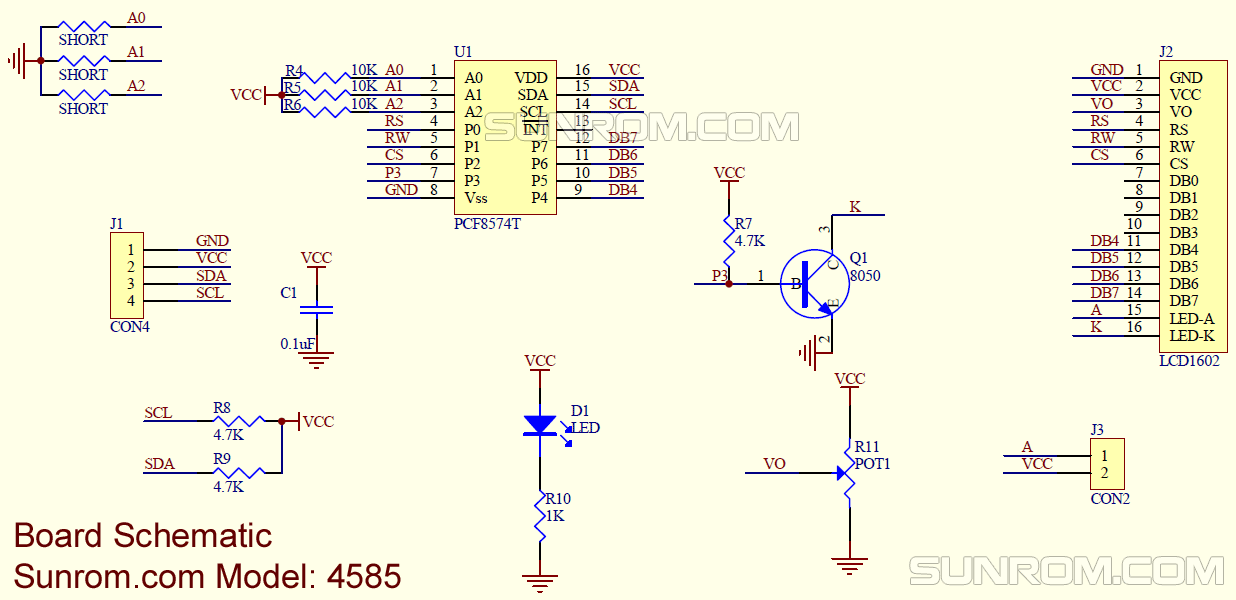 A0
SHORT
A1
SHORT
A2
SHORT
VCC
R4 10K A0
R5 10K A1
R6 10K A2
RS
RW
CS
P3
GND
U1
1 A0 VDD 16 VCC
2 A1 SDA 15 SDA
3 A2 SCL 14 SCL
4 P0 INT 13
5 P1 P7 12 DB7
6 P2 P6 11 DB6
7 P3 P5 10 DB5
8 Vss P4 9 DB4
PCF8574T
SUNROM.COM
J2
GND 1 GND
VCC 2 VCC
VO 3 VO
RS 4 RS
RW 5 RW
CS 6 CS
7 DB0
8 DB1
9 DB2
10 DB3
DB4 11 DB4
DB5 12 DB5
DB6 13 DB6
DB7 14 DB7
A 15 LED-A
K 16 LED-K
LCD1602
J1
1 GND
2 VCC
3 SDA
4 SCL
CON4
VCC
C1
0.1uF
VCC
R7
4.7K
P3 1 B
K
3
C
Q1
8050
E
2
SCL R8 VCC
4.7K
SDA R9
4.7K
VCC
D1
LED
R10
1K
VCC
R11
POT1
VO
J3
A 1
VCC 2
CON2
Board Schematic
Sunrom.com Model: 4585
SUNROM.COM